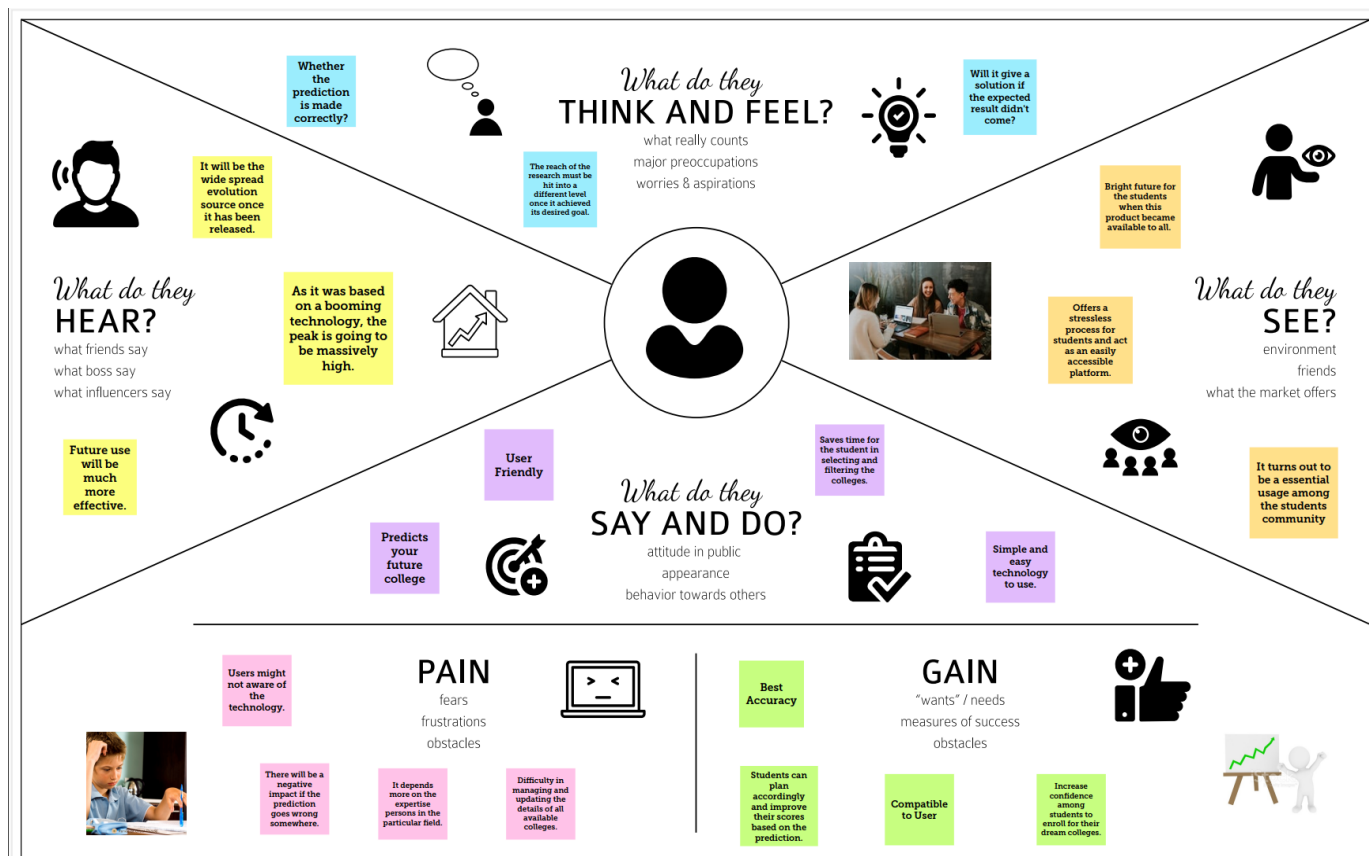 Whether
the
prediction
is made
correctly?
What do they
THINK AND FEEL?
what really counts
major preoccupations
worries & aspirations
Will it give a
solution if
the expected
result didn't
come?
The reach of the
research must be
hit into a
different level
once it achieved
its desired goal.
It will be the
wide spread
evolution
source once
it has been
released.
What do they
HEAR?
what friends say
what boss say
what influencers say
As it was based
on a booming
technology, the
peak is going to
be massively
high.
Future use
will be
much
more
effective.
Bright future for
the students
when this
product became
available to all.
What do they
SEE?
environment
friends
what the market offers
Offers a
stressless
process for
students and act
as an easily
accessible
platform.
It turns out to
be a essential
usage among
the students
community
User
Friendly
What do they
SAY AND DO?
attitude in public
appearance
behavior towards others
Saves time for
the student in
selecting and
filtering the
colleges.
Predicts
your
future
college
Simple and
easy
technology
to use.
Users might
not aware of
the
technology.
PAIN
fears
frustrations
obstacles
There will be a
negative
impact if the
prediction
goes wrong
somewhere.
It depends
more on the
expertise
persons in the
particular field.
Difficulty in
managing and
updating the
details of all
available
colleges.
Best
Accuracy
GAIN
"wants" / needs
measures of success
obstacles
Students can
plan
accordingly
and improve
their scores
based on the
prediction.
Compatible
to User
Increase
confidence
among
students to
enroll for their
dream colleges.